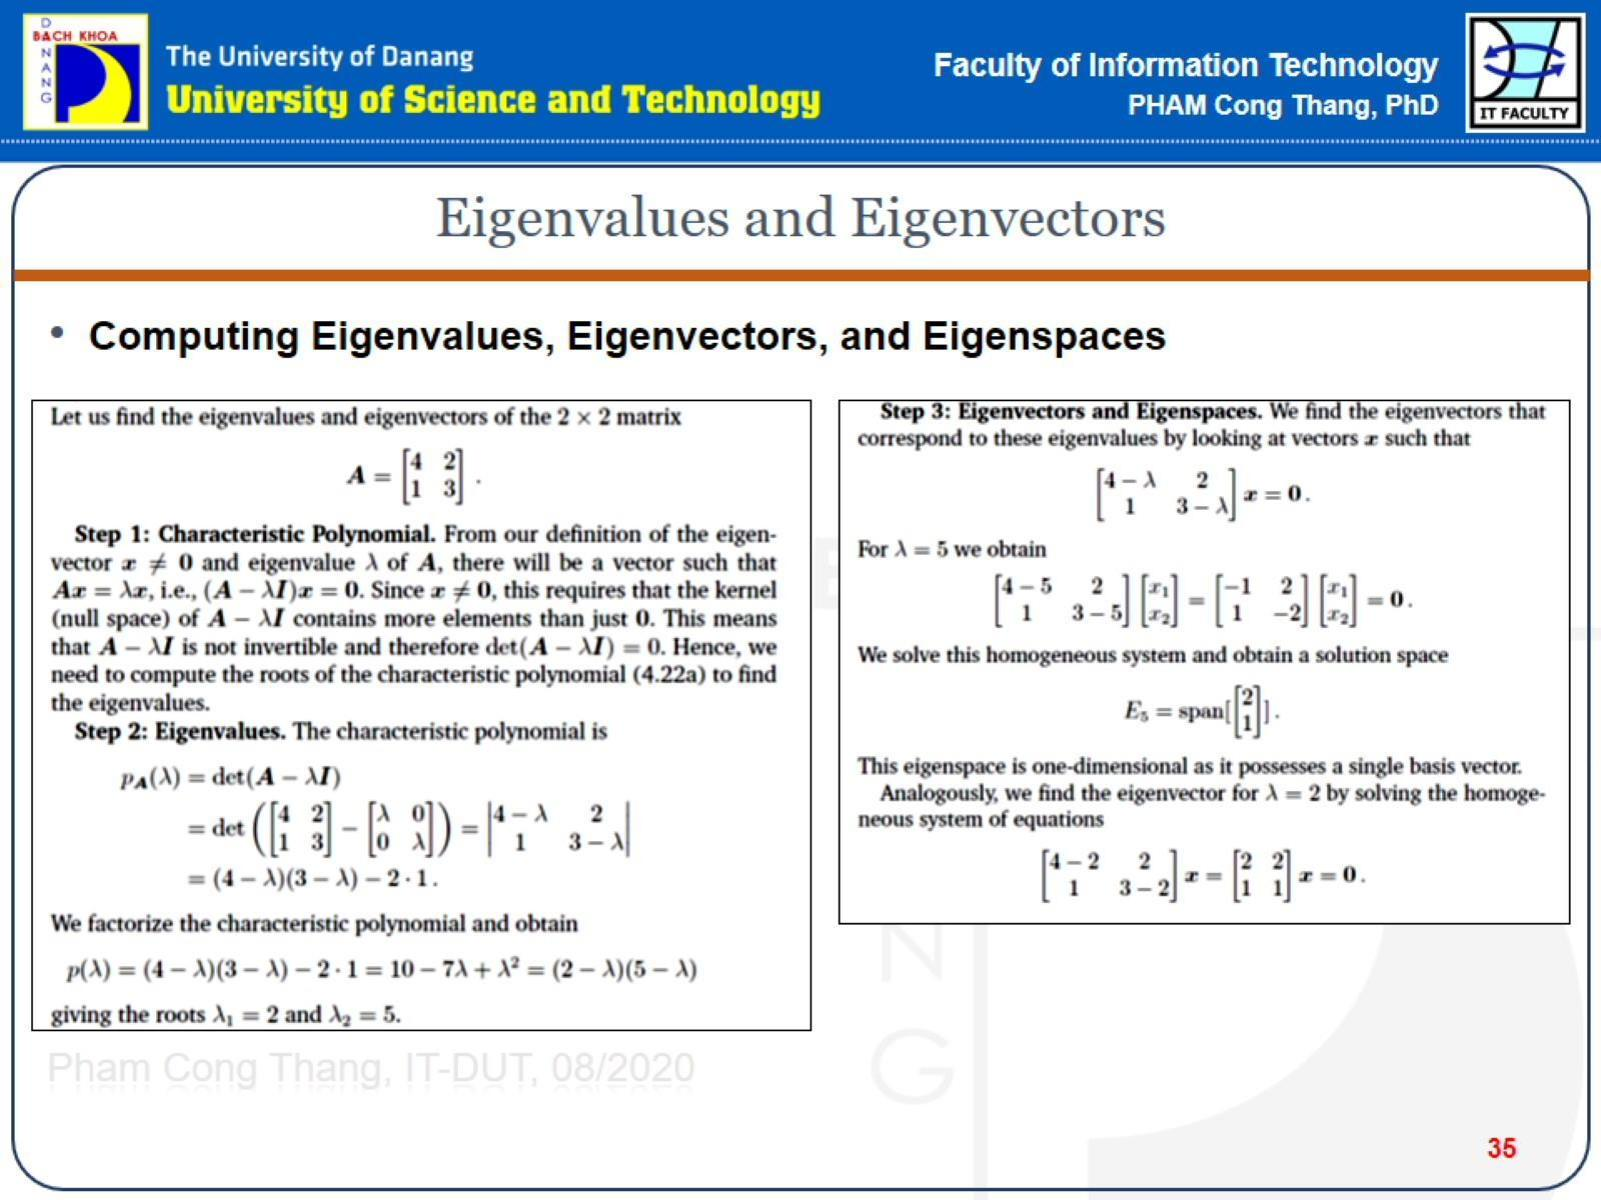 DANANG
BACH KHOA
The University of Danang
University of Science and Technology
Faculty of Information Technology
PHAM Cong Thang, PhD
IT FACULTY
Eigenvalues and Eigenvectors
• Computing Eigenvalues, Eigenvectors, and Eigenspaces
Let us find the eigenvalues and eigenvectors of the 2 × 2 matrix
A = [4 2; 1 3] .
Step 1: Characteristic Polynomial. From our definition of the eigen-
vector x ≠ 0 and eigenvalue λ of A, there will be a vector such that
Ax = λx, i.e., (A − λI)x = 0. Since x ≠ 0, this requires that the kernel
(null space) of A − λI contains more elements than just 0. This means
that A − λI is not invertible and therefore det(A − λI) = 0. Hence, we
need to compute the roots of the characteristic polynomial (4.22a) to find
the eigenvalues.
Step 2: Eigenvalues. The characteristic polynomial is
p_A(λ) = det(A − λI)
= det ([4 2; 1 3] − [λ 0; 0 λ]) = |4 − λ 2; 1 3 − λ|
= (4 − λ)(3 − λ) − 2 · 1 .
We factorize the characteristic polynomial and obtain
p(λ) = (4 − λ)(3 − λ) − 2 · 1 = 10 − 7λ + λ² = (2 − λ)(5 − λ)
giving the roots λ₁ = 2 and λ₂ = 5.
Step 3: Eigenvectors and Eigenspaces. We find the eigenvectors that
correspond to these eigenvalues by looking at vectors x such that
[4 − λ 2; 1 3 − λ] x = 0 .
For λ = 5 we obtain
[4 − 5 2; 1 3 − 5] [x₁; x₂] = [−1 2; 1 −2] [x₁; x₂] = 0 .
We solve this homogeneous system and obtain a solution space
E₅ = span[[2; 1]] .
This eigenspace is one-dimensional as it possesses a single basis vector.
Analogously, we find the eigenvector for λ = 2 by solving the homoge-
neous system of equations
[4 − 2 2; 1 3 − 2] x = [2 2; 1 1] x = 0 .
N
G
Pham Cong Thang, IT-DUT, 08/2020
35